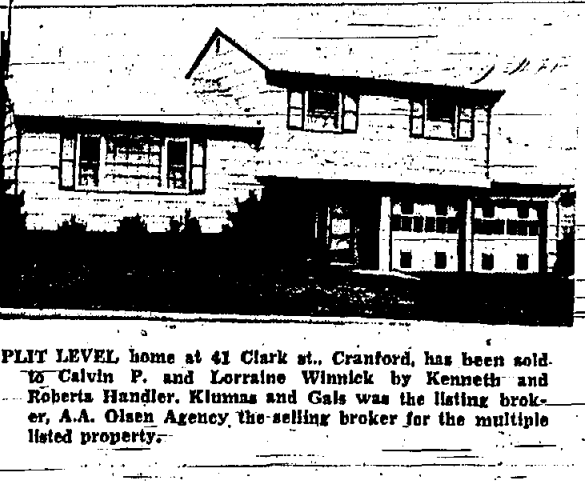 PLIT LEVEL home at 41 Clark st., Cranford, has been sold
to Calvin P. and Lorraine Winnick by Kenneth and
Roberta Handler. Klumas and Gals was the listing brok-
er, A.A. Olsen Agency the selling broker for the multiple
listed property.